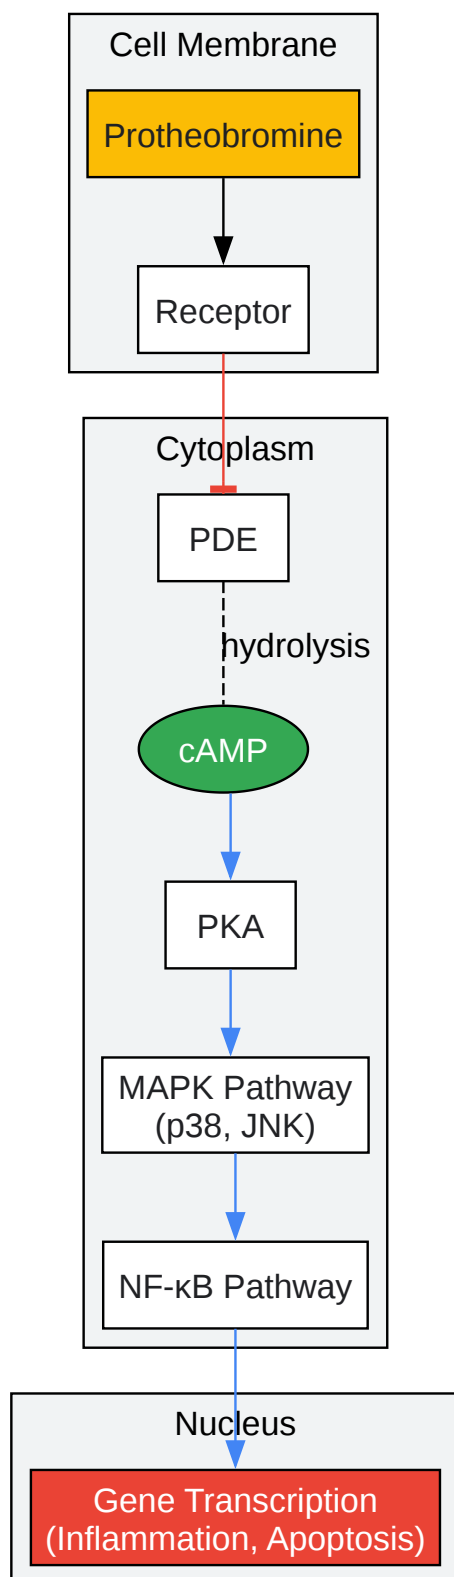 Cell Membrane
Protheobromine
Receptor
Cytoplasm
PDE
hydrolysis
cAMP
PKA
MAPK Pathway
(p38, JNK)
NF-κB Pathway
Nucleus
Gene Transcription
(Inflammation, Apoptosis)